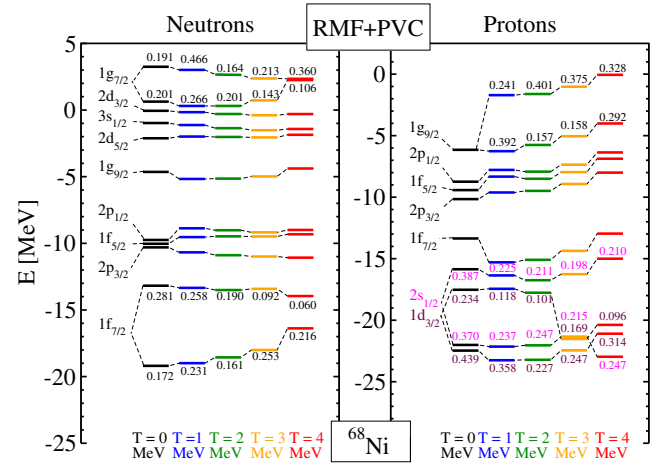 Neutrons
RMF+PVC
Protons
E [MeV]
5
0
-5
-10
-15
-20
-25
1g7/2
2d3/2
3s1/2
2d5/2
1g9/2
2p1/2
1f5/2
2p3/2
1f7/2
0.191
0.466
0.164
0.213
0.360
0.201
0.266
0.201
0.143
0.106
0.281
0.258
0.190
0.092
0.060
0.172
0.231
0.161
0.253
0.216
T = 0 T =1 T = 2 T = 3 T = 4
MeV MeV MeV MeV MeV
68Ni
0
-5
-10
-15
-20
-25
1g9/2
2p1/2
1f5/2
2p3/2
1f7/2
2s1/2
1d3/2
0.241
0.401
0.375
0.328
0.392
0.157
0.158
0.292
0.387
0.225
0.211
0.198
0.210
0.234
0.118
0.101
0.215
0.169
0.096
0.314
0.370
0.237
0.247
0.439
0.358
0.227
0.247
0.247
T = 0 T = 1 T = 2 T = 3 T = 4
MeV MeV MeV MeV MeV